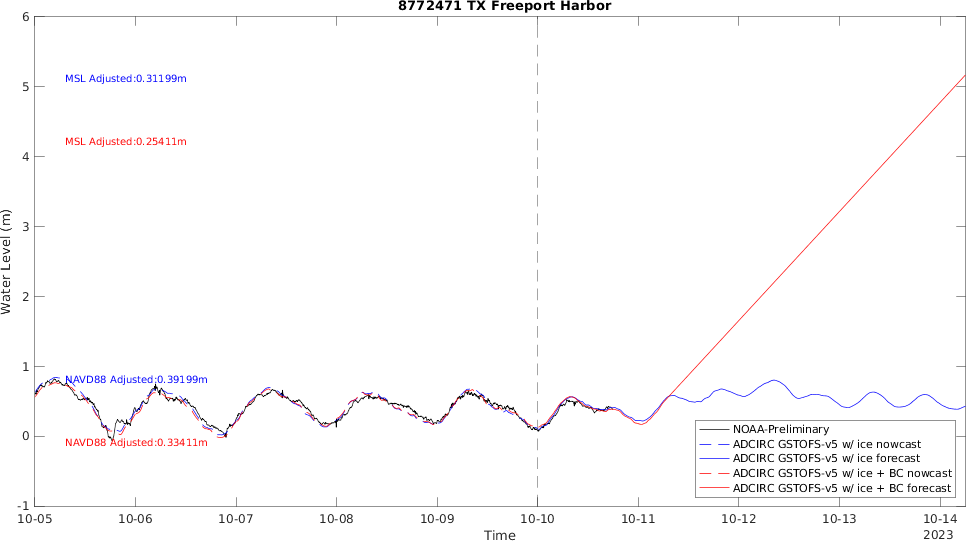 8772471 TX Freeport Harbor
6
5
4
3
2
1
0
-1
Water Level (m)
MSL Adjusted:0.31199m
MSL Adjusted:0.25411m
NAVD88 Adjusted:0.39199m
NAVD88 Adjusted:0.33411m
NOAA-Preliminary
ADCIRC GSTOFS-v5 w/ ice nowcast
ADCIRC GSTOFS-v5 w/ ice forecast
ADCIRC GSTOFS-v5 w/ ice + BC nowcast
ADCIRC GSTOFS-v5 w/ ice + BC forecast
10-05 10-06 10-07 10-08 10-09 10-10 10-11 10-12 10-13 10-14
2023
Time